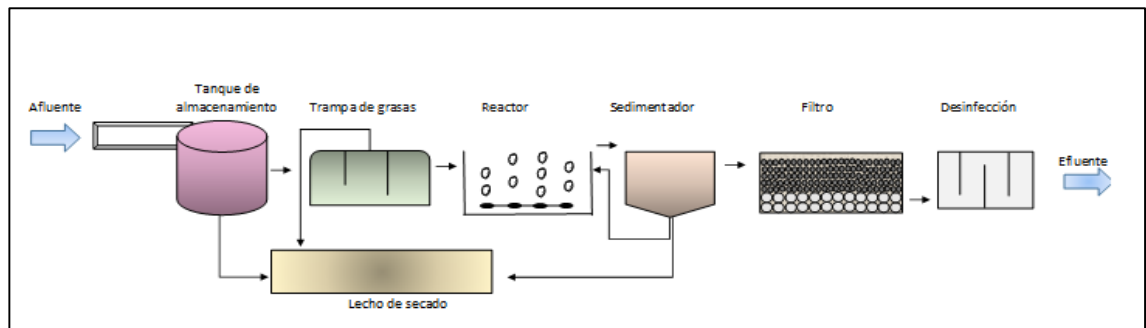 Afluente
Tanque de
almacenamiento
Trampa de grasas
Reactor
Sedimentador
Filtro
Desinfección
Efluente
Lecho de secado